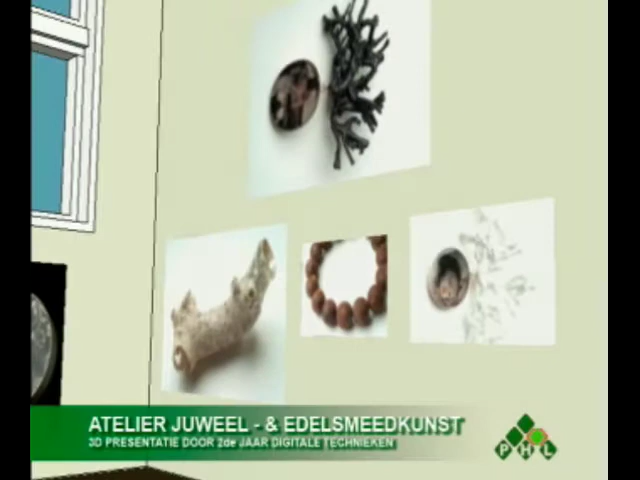 ATELIER JUWEEL - & EDELSMEEDKUNST
3D PRESENTATIE DOOR 2de JAAR DIGITALE TECHNIEKEN
PHL